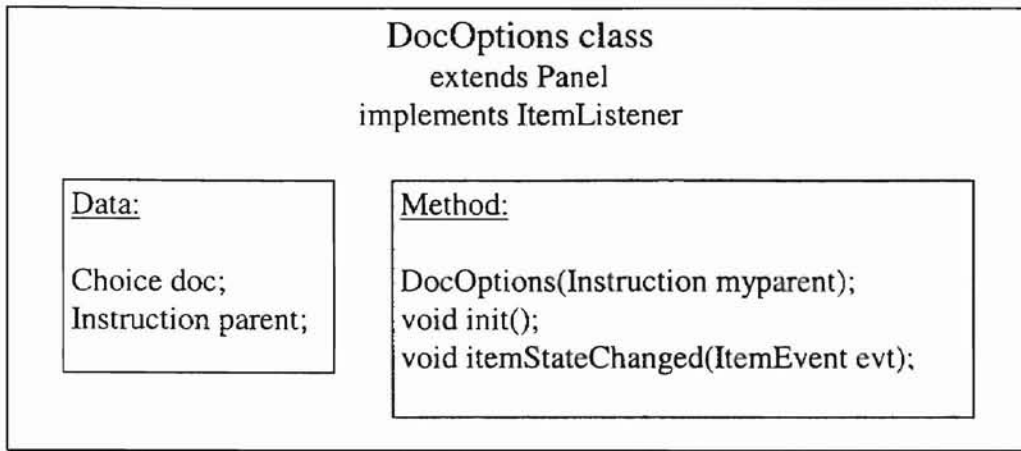 DocOptions class
extends Panel
implements ItemListener
Data:
Choice doc;
Instruction parent;
Method:
DocOptions(Instruction myparent);
void init();
void itemStateChanged(ItemEvent evt);